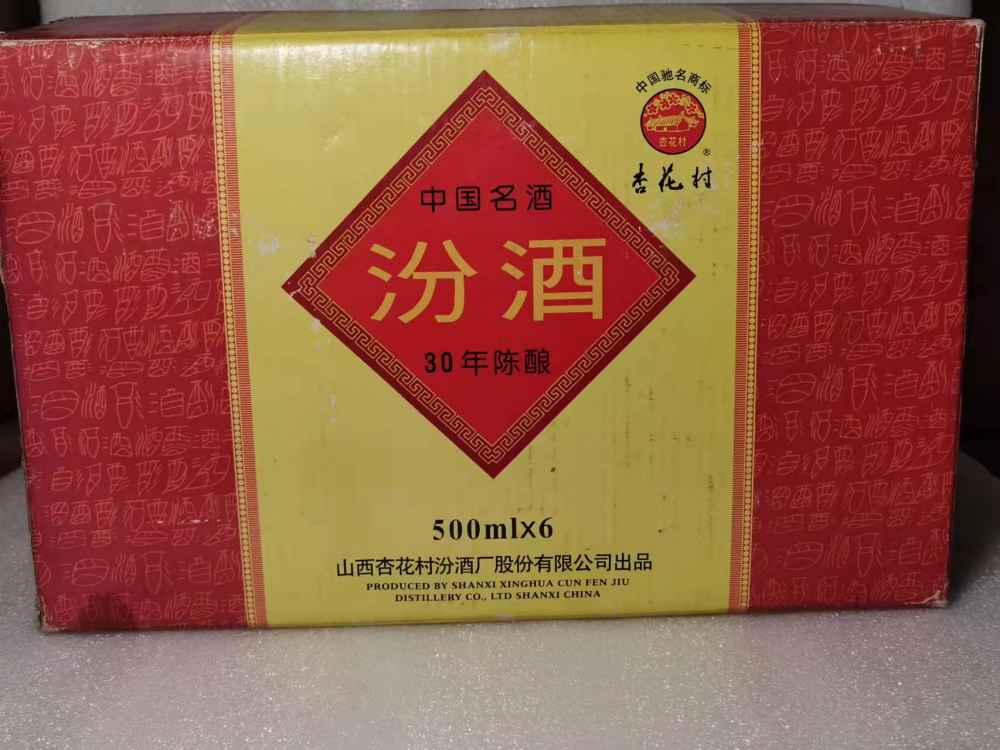 中国驰名商标
杏花村
®
杏花村
中国名酒
汾酒
30年陈酿
500mlx6
山西杏花村汾酒厂股份有限公司出品
PRODUCED BY SHANXI XINGHUA CUN FEN JIU
DISTILLERY CO., LTD SHANXI CHINA